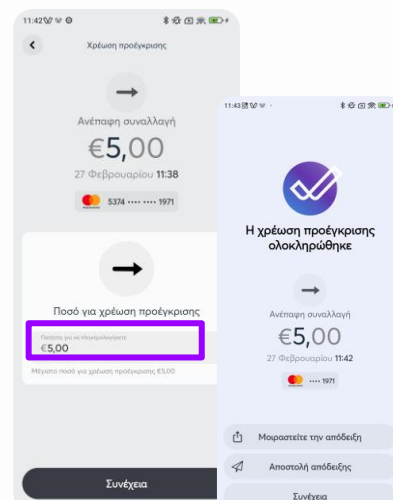 11:42
Χρέωση προέγκρισης
Ανέπαφη συναλλαγή
€5,00
27 Φεβρουαρίου 11:38
5374 •••• •••• 1971
Ποσό για χρέωση προέγκρισης
€5,00
Μέγιστο ποσό για χρέωση προέγκρισης €5,00
Συνέχεια
11:43
Η χρέωση προέγκρισης
ολοκληρώθηκε
Ανέπαφη συναλλαγή
€5,00
27 Φεβρουαρίου 11:42
•••• 1971
Μοιραστείτε την απόδειξη
Αποστολή απόδειξης
Συνέχεια